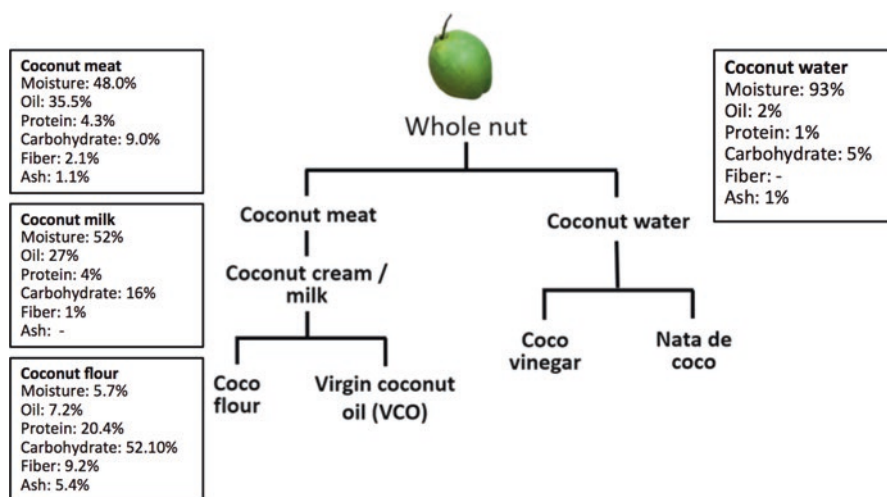 Coconut meat
Moisture: 48.0%
Oil: 35.5%
Protein: 4.3%
Carbohydrate: 9.0%
Fiber: 2.1%
Ash: 1.1%
Coconut milk
Moisture: 52%
Oil: 27%
Protein: 4%
Carbohydrate: 16%
Fiber: 1%
Ash: -
Coconut flour
Moisture: 5.7%
Oil: 7.2%
Protein: 20.4%
Carbohydrate: 52.10%
Fiber: 9.2%
Ash: 5.4%
Whole nut
Coconut meat
Coconut cream /
milk
Coco
flour
Virgin coconut
oil (VCO)
Coconut water
Coco
vinegar
Nata de
coco
Coconut water
Moisture: 93%
Oil: 2%
Protein: 1%
Carbohydrate: 5%
Fiber: -
Ash: 1%